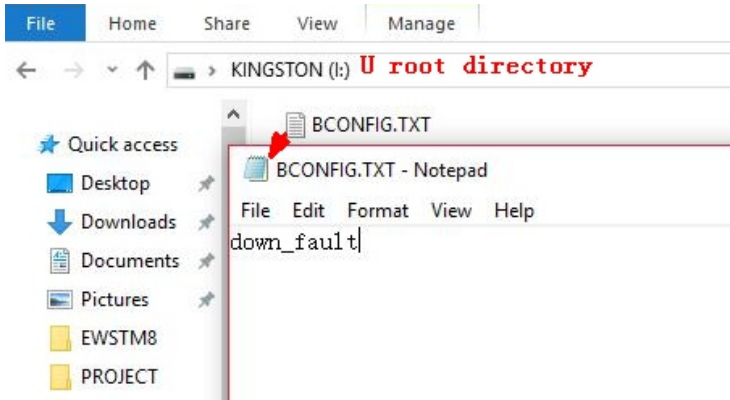 File Home Share View Manage
KINGSTON (I:) U root directory
BCONFIG.TXT
Quick access
BCONFIG.TXT - Notepad
Desktop
File Edit Format View Help
Downloads
down_fault
Documents
Pictures
EWSTM8
PROJECT